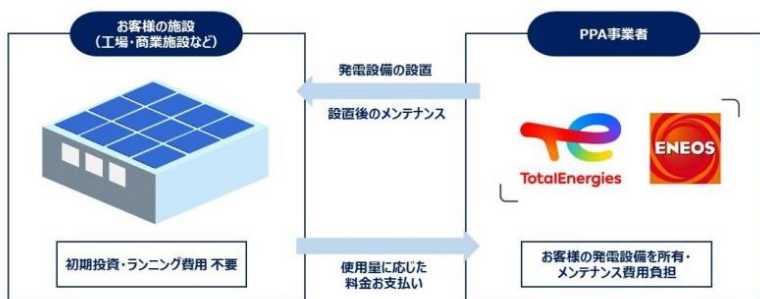 お客様の施設
（工場・商業施設など）
PPA事業者
発電設備の設置
設置後のメンテナンス
TotalEnergies
ENEOS
初期投資・ランニング費用 不要
使用量に応じた
料金お支払い
お客様の発電設備を所有・
メンテナンス費用負担